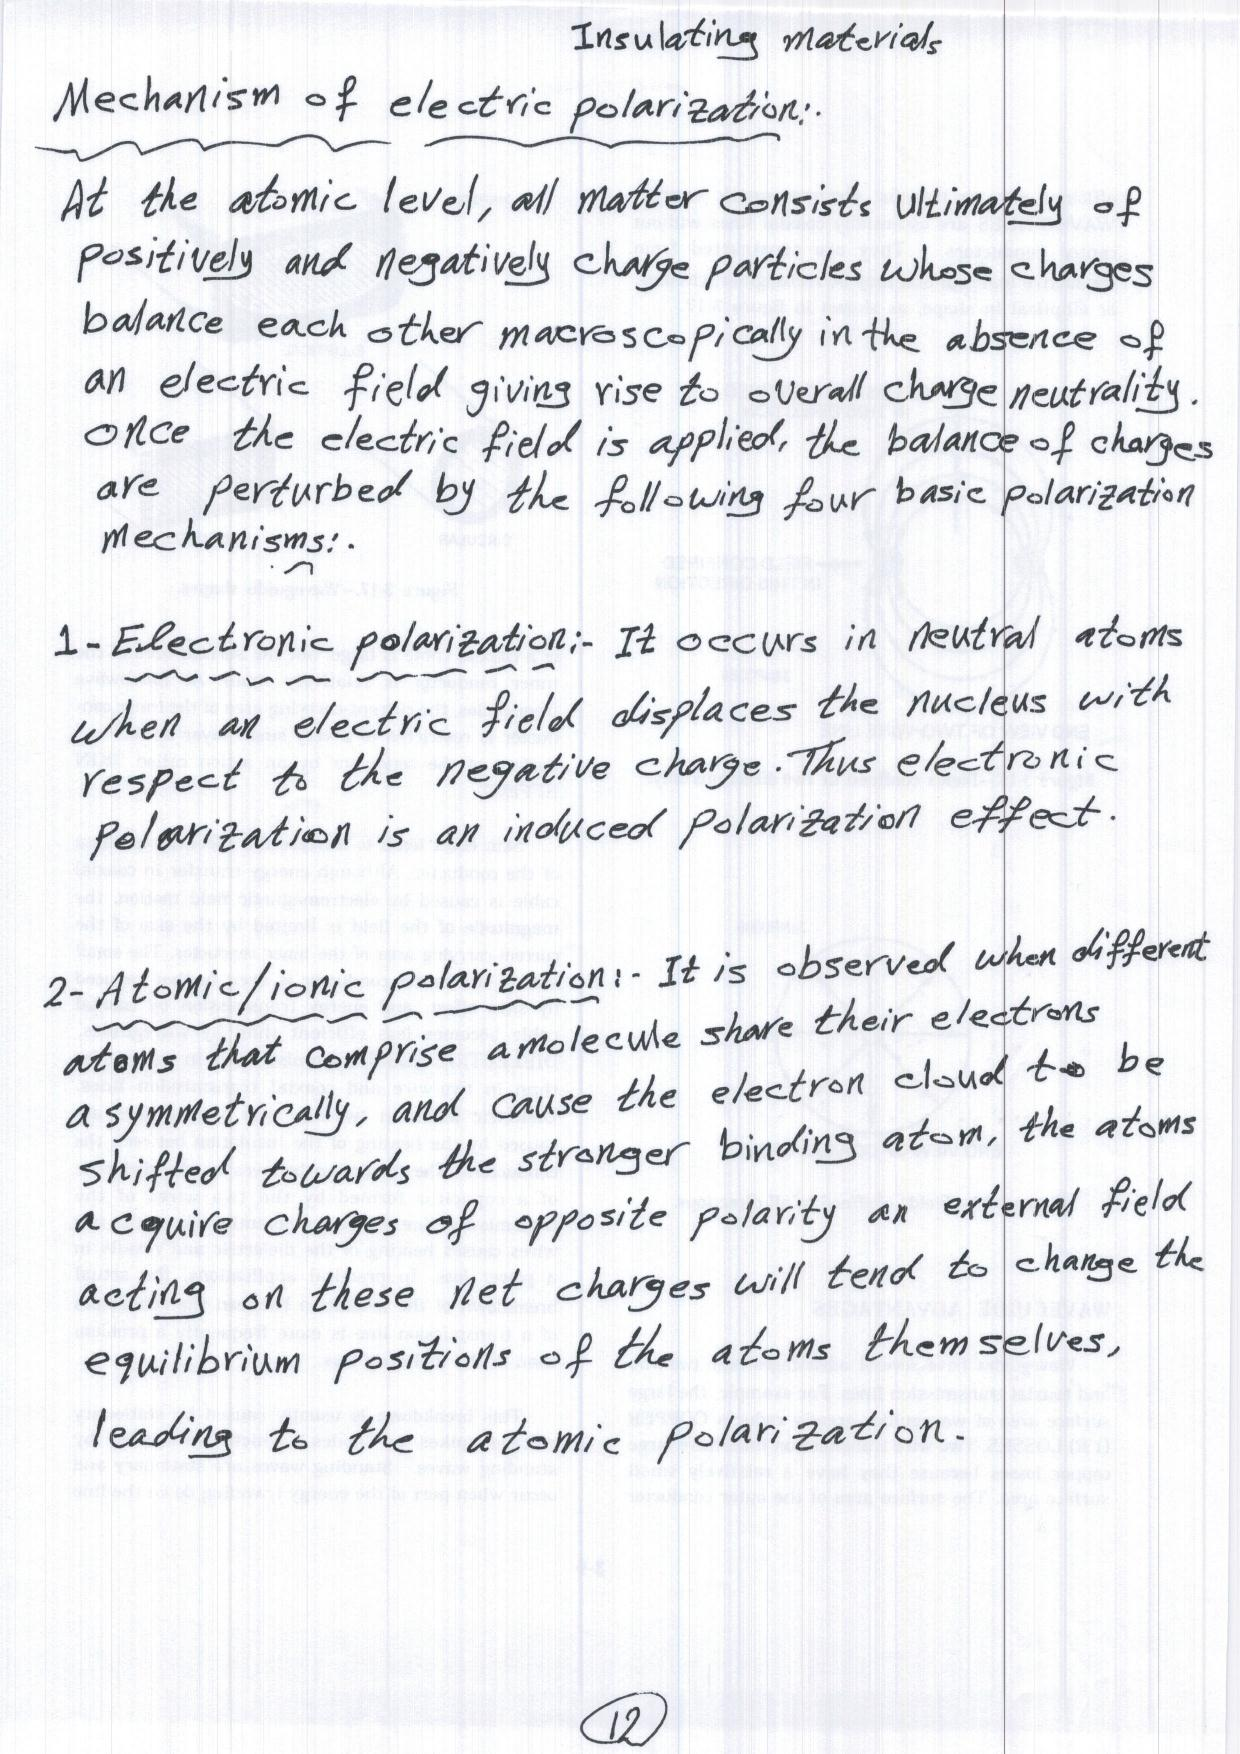 Insulating materials
Mechanism of electric polarization:.
At the atomic level, all matter consists ultimately of
positively and negatively charge particles whose charges
balance each other macroscopically in the absence of
an electric field giving rise to overall charge neutrality.
once the electric field is applied, the balance of charges
are perturbed by the following four basic polarization
mechanisms:.
1- Electronic polarization:- It occurs in neutral atoms
when an electric field displaces the nucleus with
respect to the negative charge. Thus electronic
polarization is an induced polarization effect.
2- Atomic/ionic polarization:- It is observed when different
atoms that comprise a molecule share their electrons
a symmetrically, and cause the electron cloud to be
shifted towards the stronger binding atom, the atoms
acquire charges of opposite polarity an external field
acting on these net charges will tend to change the
equilibrium positions of the atoms themselves,
leading to the atomic polarization.
12